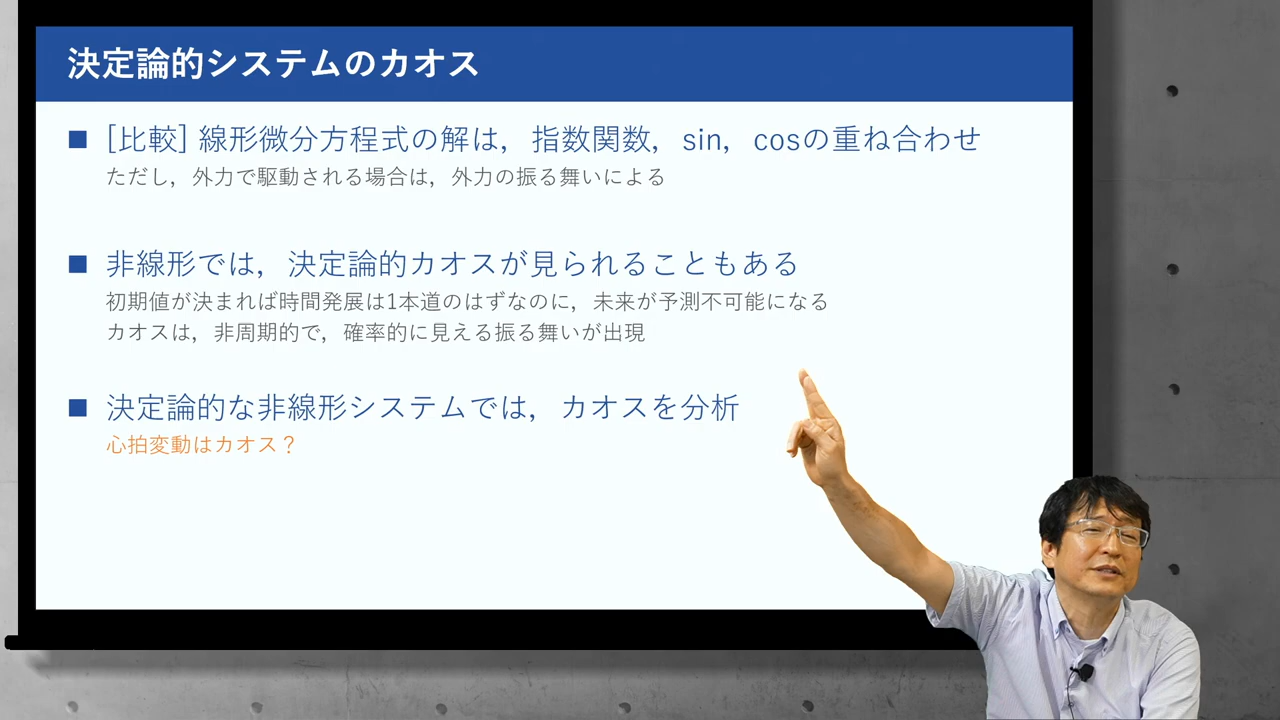 決定論的システムのカオス
■ [比較] 線形微分方程式の解は，指数関数，sin，cosの重ね合わせ
ただし，外力で駆動される場合は，外力の振る舞いによる
■ 非線形では，決定論的カオスが見られることもある
初期値が決まれば時間発展は1本道のはずなのに，未来が予測不可能になる
カオスは，非周期的で，確率的に見える振る舞いが出現
■ 決定論的な非線形システムでは，カオスを分析
心拍変動はカオス？